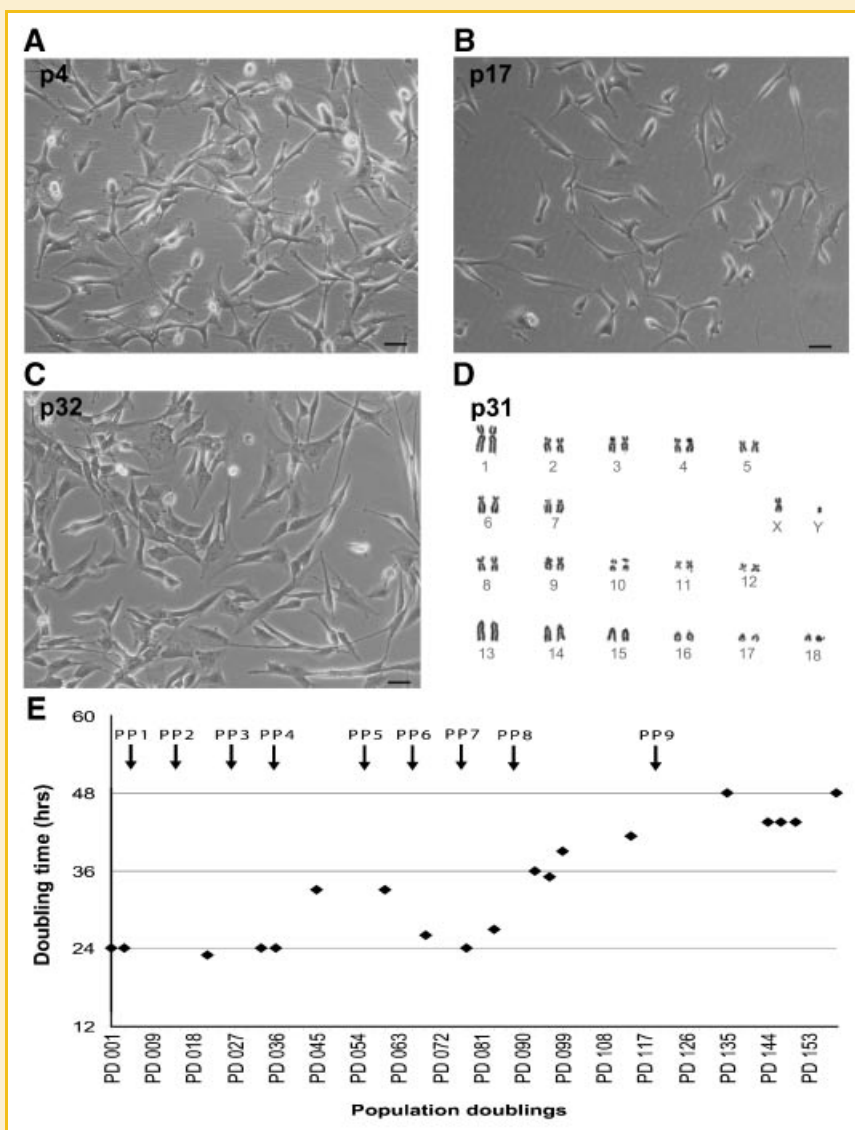 A
p4
B
p17
C
p32
D
p31
1 2 3 4 5
6 7 X Y
8 9 10 11 12
13 14 15 16 17 18
E
60
PP1 PP2 PP3 PP4 PP5 PP6 PP7 PP8 PP9
48
36
24
12
Doubling time (hrs)
PD 001 PD 009 PD 018 PD 027 PD 036 PD 045 PD 054 PD 063 PD 072 PD 081 PD 090 PD 099 PD 108 PD 117 PD 126 PD 135 PD 144 PD 153
Population doublings